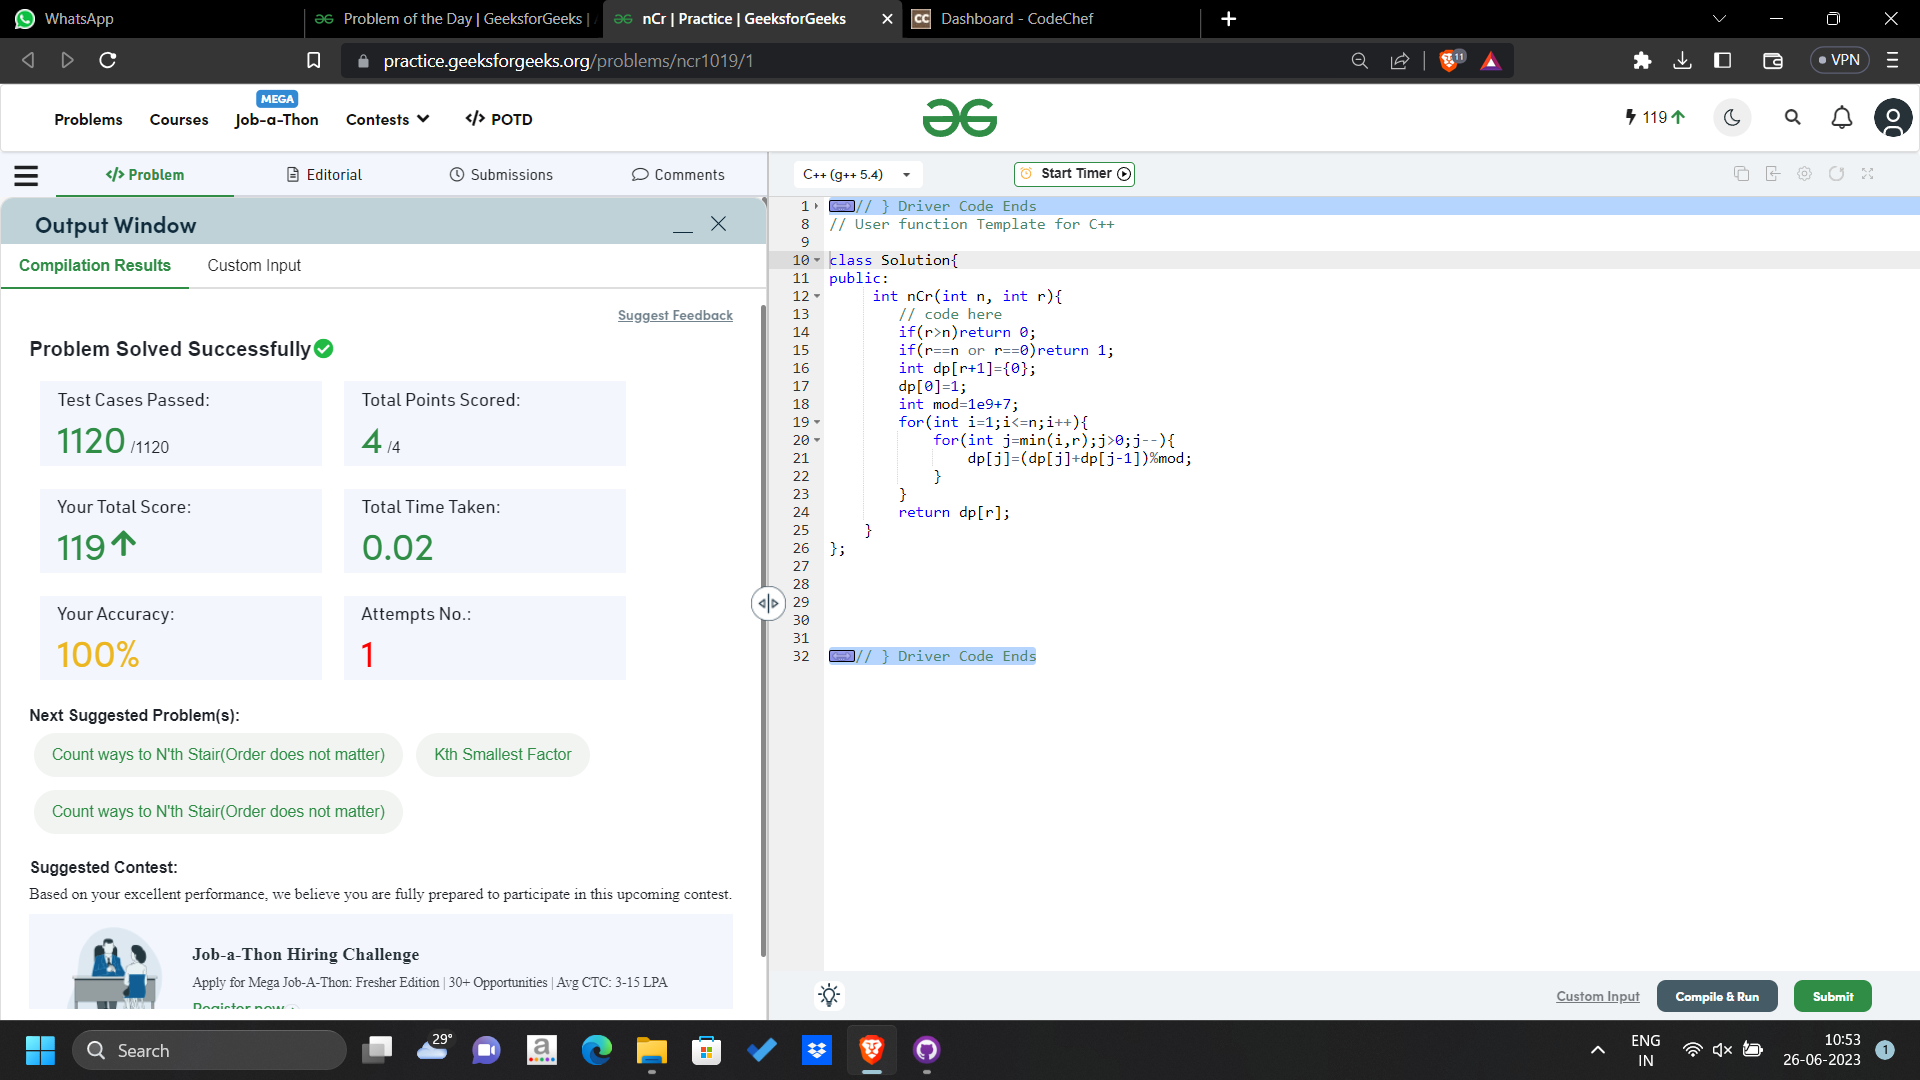 WhatsApp
Problem of the Day | GeeksforGeeks |
nCr | Practice | GeeksforGeeks
CC Dashboard - CodeChef
practice.geeksforgeeks.org/problems/ncr1019/1
11
VPN
MEGA
Problems Courses Job-a-Thon Contests </> POTD
119
</> Problem Editorial Submissions Comments
C++ (g++ 5.4)
Start Timer
Output Window
Compilation Results Custom Input
Suggest Feedback
Problem Solved Successfully
Test Cases Passed:
1120 /1120
Total Points Scored:
4 /4
Your Total Score:
119
Total Time Taken:
0.02
Your Accuracy:
100%
Attempts No.:
1
Next Suggested Problem(s):
Count ways to N'th Stair(Order does not matter)
Kth Smallest Factor
Count ways to N'th Stair(Order does not matter)
Suggested Contest:
Based on your excellent performance, we believe you are fully prepared to participate in this upcoming contest.
Job-a-Thon Hiring Challenge
Apply for Mega Job-A-Thon: Fresher Edition | 30+ Opportunities | Avg CTC: 3-15 LPA
Register now
1 // } Driver Code Ends
8 // User function Template for C++
9
10 class Solution{
11 public:
12 int nCr(int n, int r){
13 // code here
14 if(r>n)return 0;
15 if(r==n or r==0)return 1;
16 int dp[r+1]={0};
17 dp[0]=1;
18 int mod=1e9+7;
19 for(int i=1;i<=n;i++){
20 for(int j=min(i,r);j>0;j--){
21 dp[j]=(dp[j]+dp[j-1])%mod;
22 }
23 }
24 return dp[r];
25 }
26 };
27
28
29
30
31
32 // } Driver Code Ends
Custom Input
Compile & Run
Submit
Search
29°
a
ENG
IN
10:53
26-06-2023
1